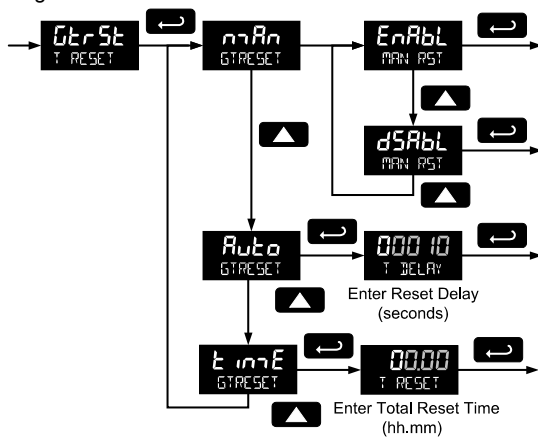 GtrSt
T RESET
mAn
GTRESET
EnAbL
MAN RST
dSAbL
MAN RST
Auto
GTRESET
00010
T DELAY
Enter Reset Delay
(seconds)
timE
GTRESET
00.00
T RESET
Enter Total Reset Time
(hh.mm)